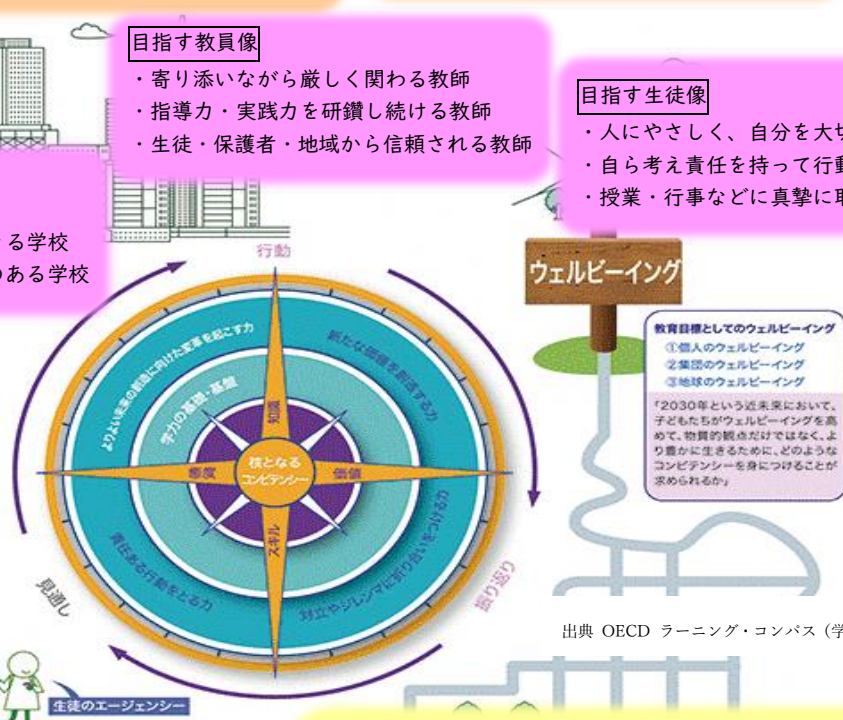 目指す教員像
・寄り添いながら厳しく関わる教師
・指導力・実践力を研鑽し続ける教師
・生徒・保護者・地域から信頼される教師
目指す生徒像
・人にやさしく、自分を大切
・自ら考え責任を持って行動
・授業・行事などに真摯に取
る学校
のある学校
行動
よりよい未来の創造に向けた変革を起こす力
新たな価値を創造する力
学力の基礎・基盤
知識
態度
核となる
コンピテンシー
価値
スキル
責任ある行動をとる力
対立やジレンマに折り合いをつける力
見通し
振り返り
生徒のエージェンシー
ウェルビーイング
教育目標としてのウェルビーイング
①個人のウェルビーイング
②集団のウェルビーイング
③地球のウェルビーイング
「2030年という近未来において、
子どもたちがウェルビーイングを高
めて、物質的観点だけではなく、よ
り豊かに生きるために、どのような
コンピテンシーを身につけることが
求められるか」
出典 OECD ラーニング・コンパス（学